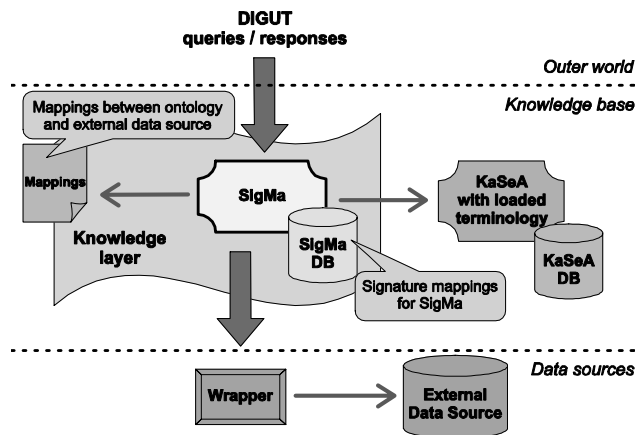 DIGUT
queries / responses
Outer world
Mappings between ontology
and external data source
Knowledge base
Mappings
SigMa
KaSeA
with loaded
terminology
Knowledge
layer
SigMa
DB
KaSeA
DB
Signature mappings
for SigMa
Data sources
Wrapper
External
Data Source